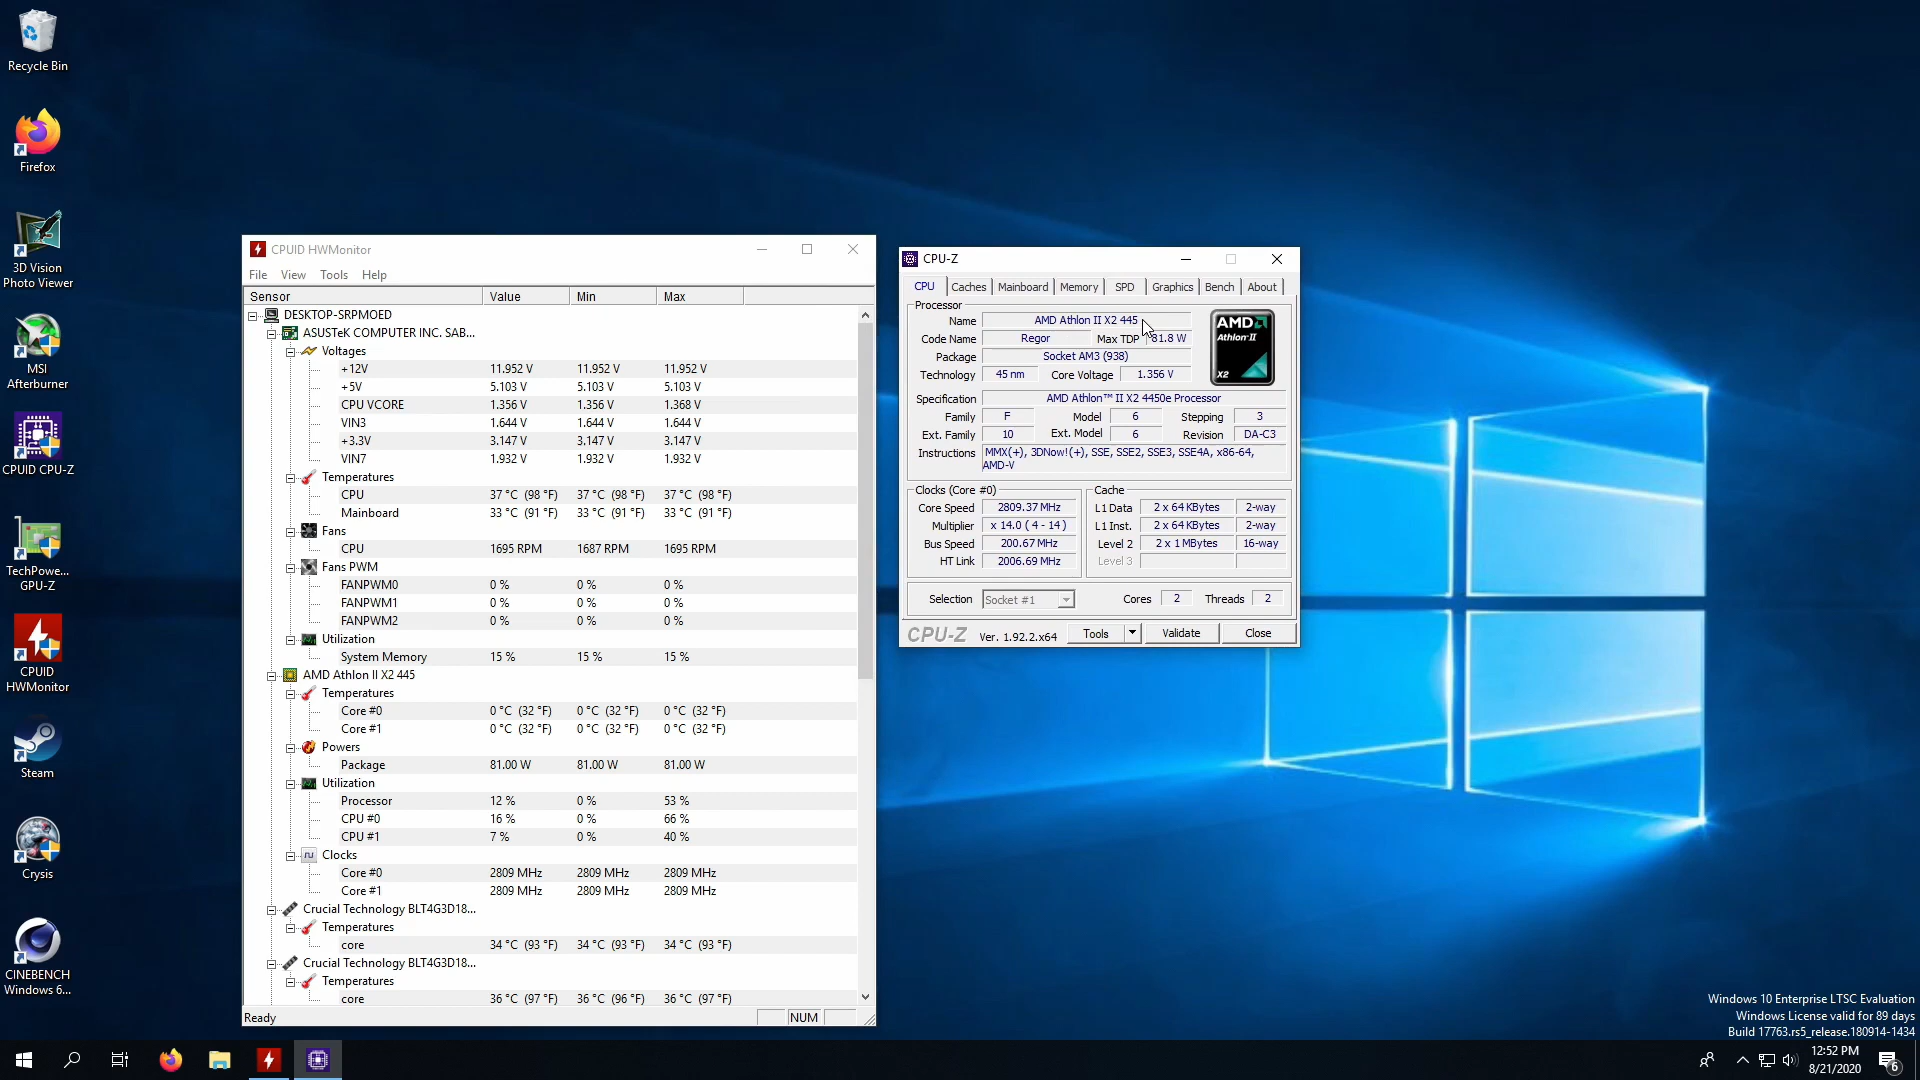 Recycle Bin
Firefox
3D Vision
Photo Viewer
MSI
Afterburner
CPUID CPU-Z
TechPowe...
GPU-Z
CPUID
HWMonitor
Steam
Crysis
CINEBENCH
Windows 6...
CPUID HWMonitor
File View Tools Help
Sensor Value Min Max
DESKTOP-SRPMOED
ASUSTeK COMPUTER INC. SAB...
Voltages
+12V 11.952 V 11.952 V 11.952 V
+5V 5.103 V 5.103 V 5.103 V
CPU VCORE 1.356 V 1.356 V 1.368 V
VIN3 1.644 V 1.644 V 1.644 V
+3.3V 3.147 V 3.147 V 3.147 V
VIN7 1.932 V 1.932 V 1.932 V
Temperatures
CPU 37 °C (98 °F) 37 °C (98 °F) 37 °C (98 °F)
Mainboard 33 °C (91 °F) 33 °C (91 °F) 33 °C (91 °F)
Fans
CPU 1695 RPM 1687 RPM 1695 RPM
Fans PWM
FANPWM0 0 % 0 % 0 %
FANPWM1 0 % 0 % 0 %
FANPWM2 0 % 0 % 0 %
Utilization
System Memory 15 % 15 % 15 %
AMD Athlon II X2 445
Temperatures
Core #0 0 °C (32 °F) 0 °C (32 °F) 0 °C (32 °F)
Core #1 0 °C (32 °F) 0 °C (32 °F) 0 °C (32 °F)
Powers
Package 81.00 W 81.00 W 81.00 W
Utilization
Processor 12 % 0 % 53 %
CPU #0 16 % 0 % 66 %
CPU #1 7 % 0 % 40 %
Clocks
Core #0 2809 MHz 2809 MHz 2809 MHz
Core #1 2809 MHz 2809 MHz 2809 MHz
Crucial Technology BLT4G3D18...
Temperatures
core 34 °C (93 °F) 34 °C (93 °F) 34 °C (93 °F)
Crucial Technology BLT4G3D18...
Temperatures
core 36 °C (97 °F) 36 °C (96 °F) 36 °C (97 °F)
Ready NUM
CPU-Z
CPU Caches Mainboard Memory SPD Graphics Bench About
Processor
Name AMD Athlon II X2 445
Code Name Regor Max TDP 81.8 W
Package Socket AM3 (938)
Technology 45 nm Core Voltage 1.356 V
AMD
Athlon II
X2
Specification AMD Athlon™ II X2 4450e Processor
Family F Model 6 Stepping 3
Ext. Family 10 Ext. Model 6 Revision DA-C3
Instructions MMX(+), 3DNow!(+), SSE, SSE2, SSE3, SSE4A, x86-64,
AMD-V
Clocks (Core #0)
Core Speed 2809.37 MHz
Multiplier x 14.0 ( 4 - 14 )
Bus Speed 200.67 MHz
HT Link 2006.69 MHz
Cache
L1 Data 2 x 64 KBytes 2-way
L1 Inst. 2 x 64 KBytes 2-way
Level 2 2 x 1 MBytes 16-way
Level 3
Selection Socket #1 Cores 2 Threads 2
CPU-Z Ver. 1.92.2.x64 Tools Validate Close
Windows 10 Enterprise LTSC Evaluation
Windows License valid for 89 days
Build 17763.rs5_release.180914-1434
12:52 PM
8/21/2020
6